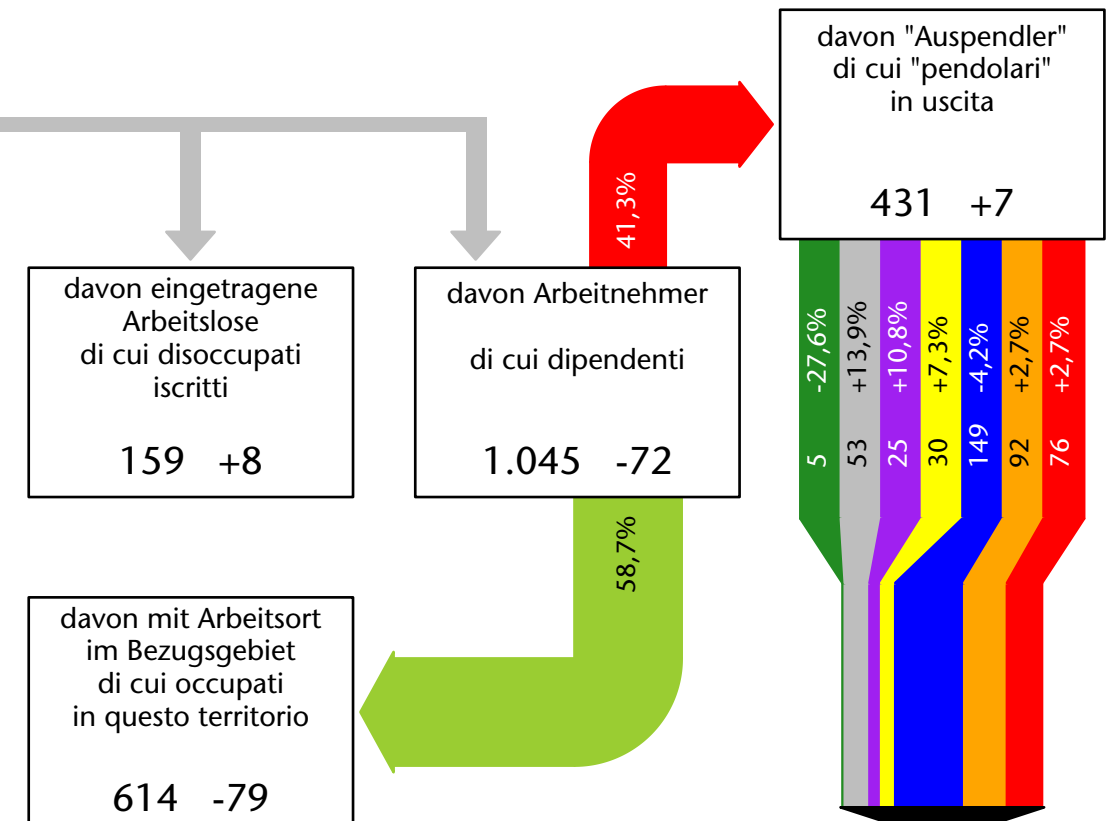 davon "Auspendler"
di cui "pendolari"
in uscita
431 +7
41,3%
davon eingetragene
Arbeitslose
di cui disoccupati
iscritti
159 +8
davon Arbeitnehmer
di cui dipendenti
1.045 -72
5 -27,6%
53 +13,9%
25 +10,8%
30 +7,3%
149 -4,2%
92 +2,7%
76 +2,7%
58,7%
davon mit Arbeitsort
im Bezugsgebiet
di cui occupati
in questo territorio
614 -79